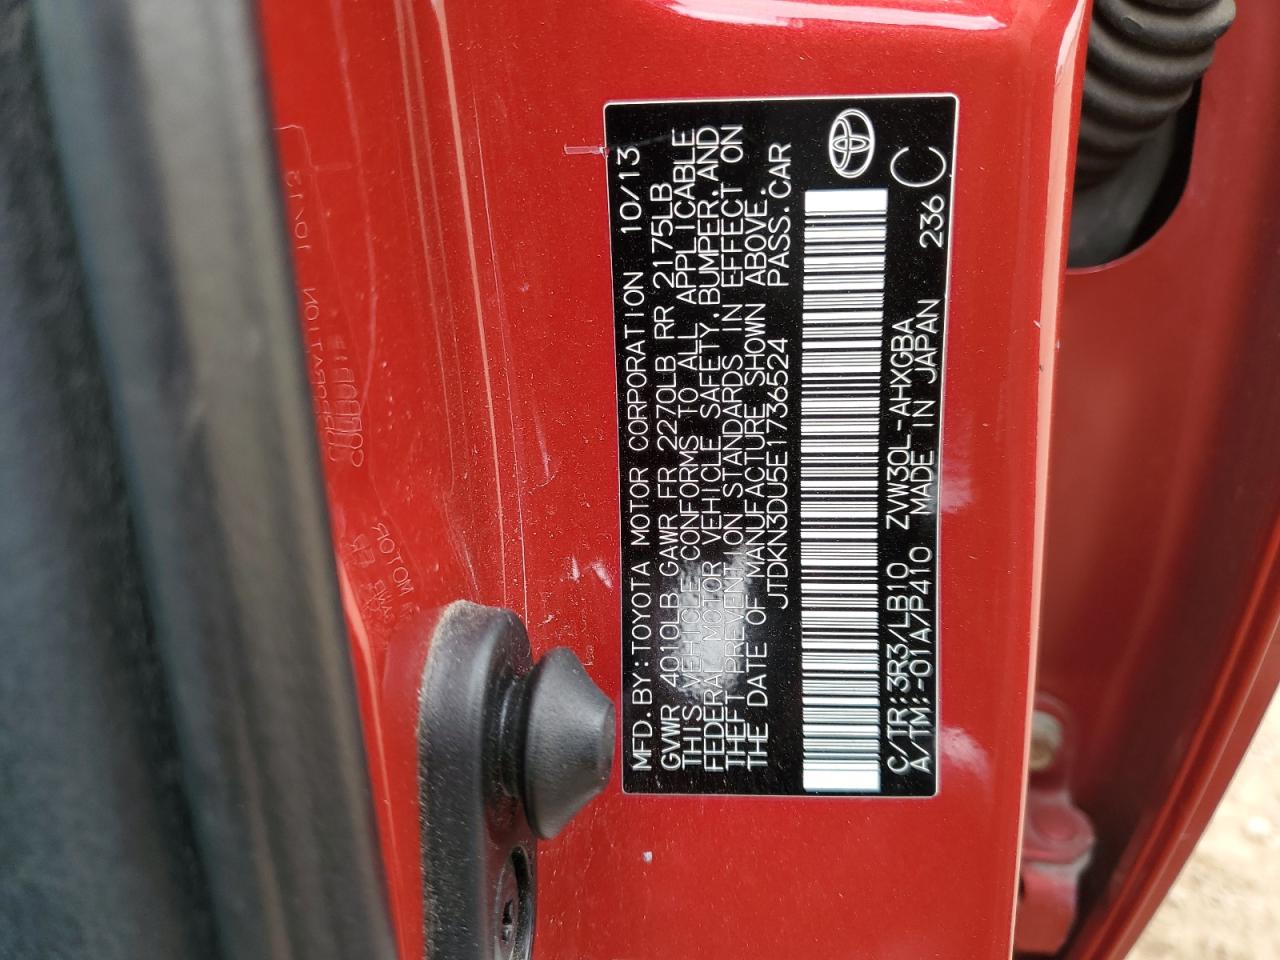 MFD. BY: TOYOTA MOTOR CORPORATION 10/13
GVWR 4010LB GAWR FR 2270LB RR 2175LB
THIS VEHICLE CONFORMS TO ALL APPLICABLE
FEDERAL MOTOR VEHICLE SAFETY, BUMPER, AND
THEFT PREVENTION STANDARDS IN EFFECT ON
THE DATE OF MANUFACTURE SHOWN ABOVE.
JTDKN3DU5E1736524 PASS. CAR
C/TR: 3R3/LB10 ZVW30L-AHXGBA 236 C
A/TM: -01A/P410 MADE IN JAPAN